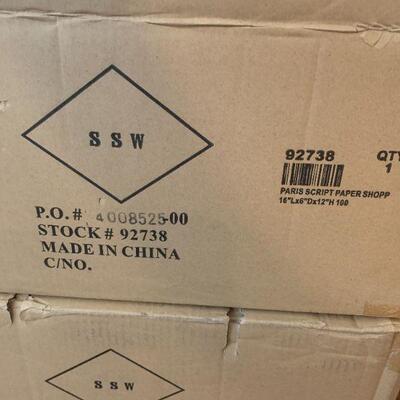 SSW
P.O.# 4008525-00
STOCK # 92738
MADE IN CHINA
C/NO.
92738 QTY
1
PARIS SCRIPT PAPER SHOPP
16"Lx6"Dx12"H 100
SSW